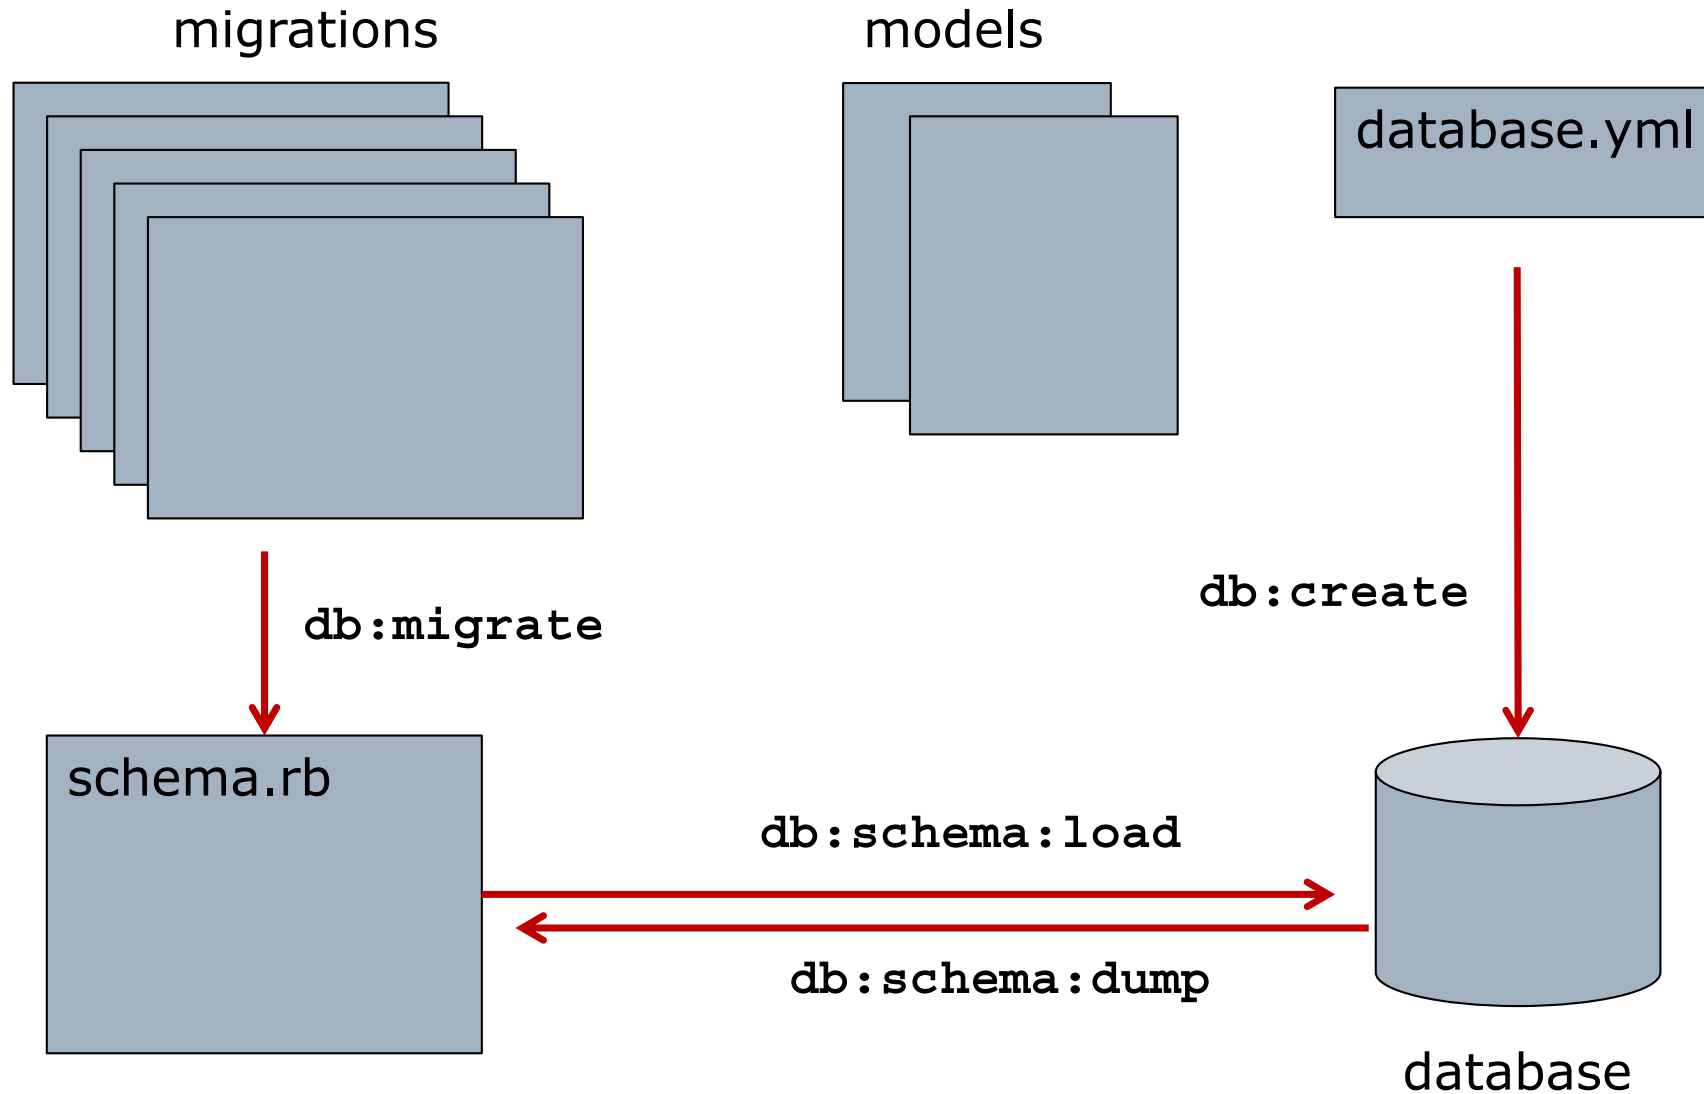 migrations
models
database.yml
db:create
db:migrate
schema.rb
db:schema:load
db:schema:dump
database